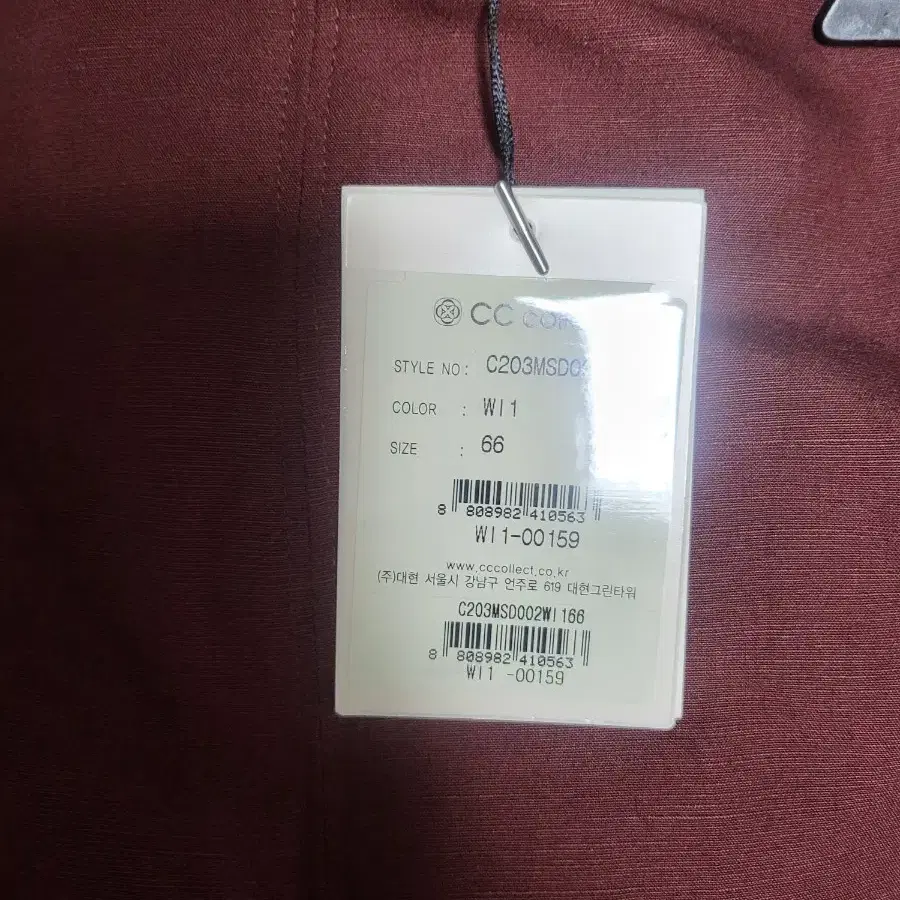 CC
STYLE NO : C203MSD0
COLOR : WI1
SIZE : 66
8 808982 410563
WI1-00159
www.cccollect.co.kr
(주)대현 서울시 강남구 언주로 619 대현그린타워
C203MSD002WI166
8 808982 410563
WI1 -00159